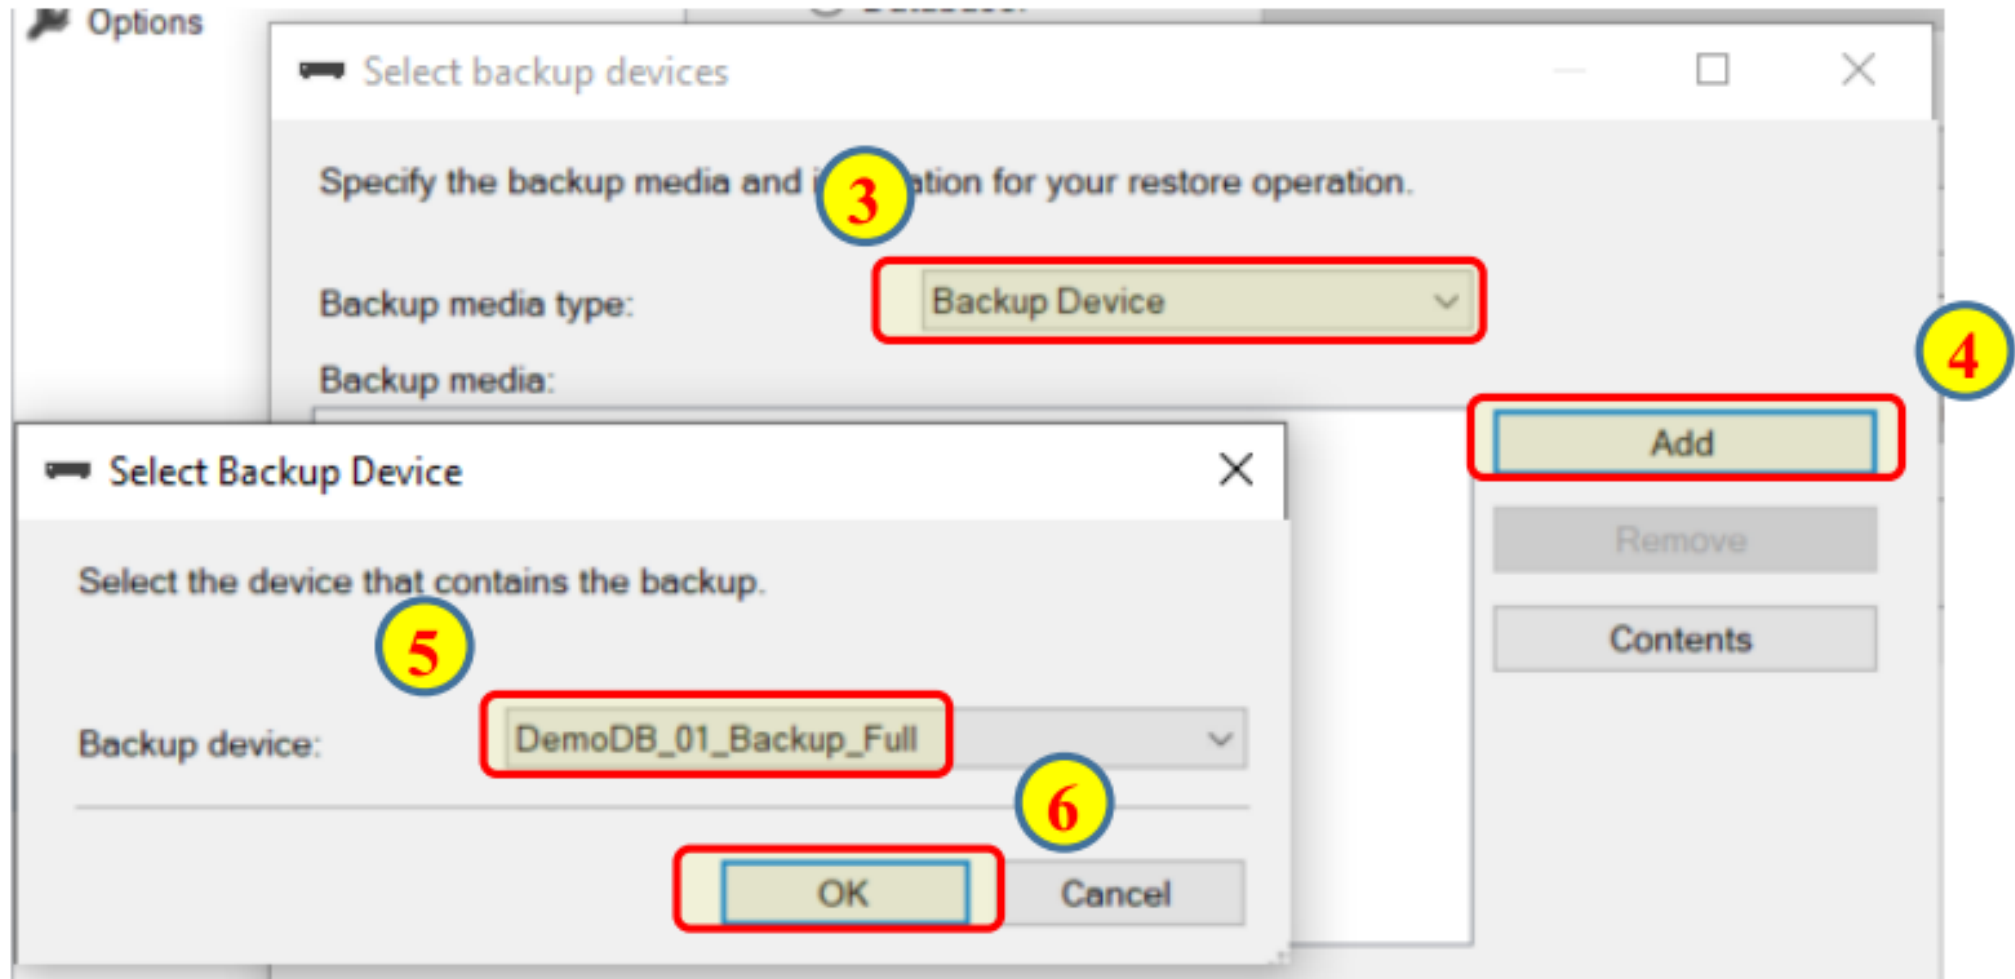 Options
Select backup devices
Specify the backup media and
3
ation for your restore operation.
Backup media type:
Backup Device
4
Backup media:
Add
Select Backup Device
Remove
Select the device that contains the backup.
Contents
5
Backup device:
DemoDB_01_Backup_Full
6
OK
Cancel